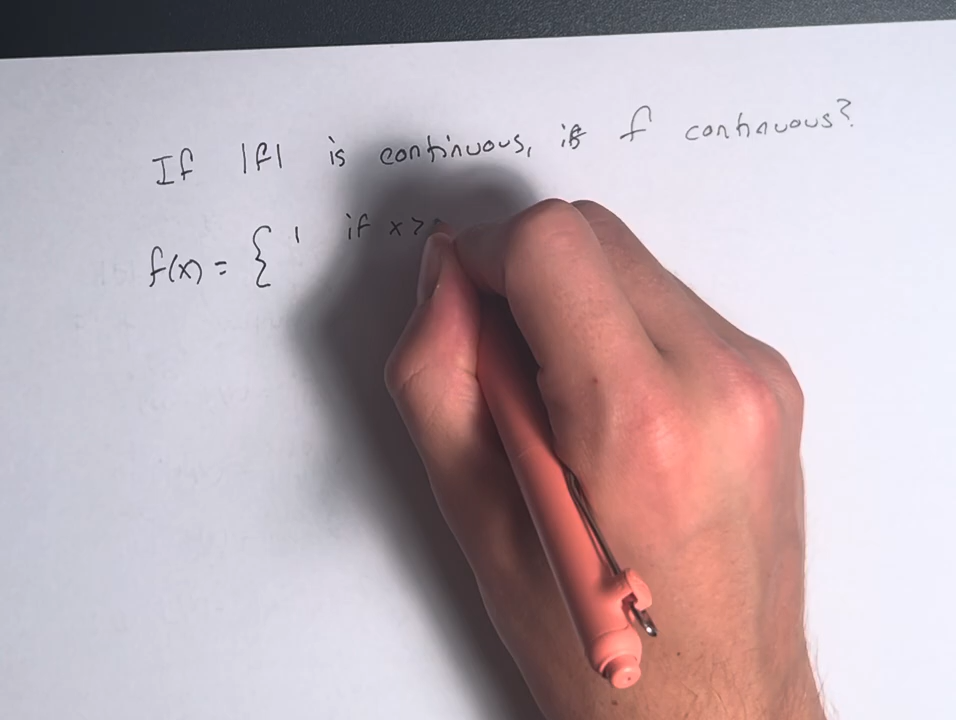 If |f| is continuous, is f continuous?
f(x) = { 1 if x >